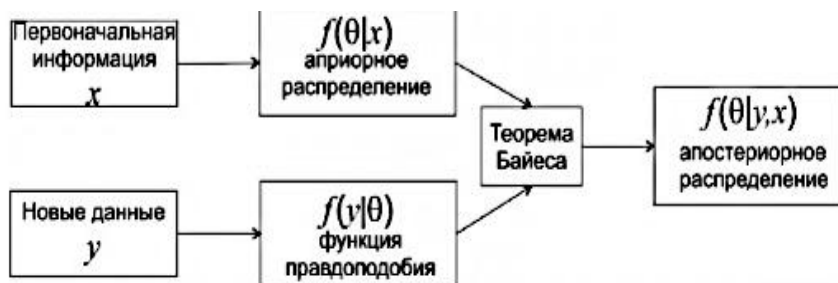 Первоначальная
информация
x
f(θ|x)
априорное
распределение
Новые данные
y
f(y|θ)
функция
правдоподобия
Теорема
Байеса
f(θ|y,x)
апостериорное
распределение